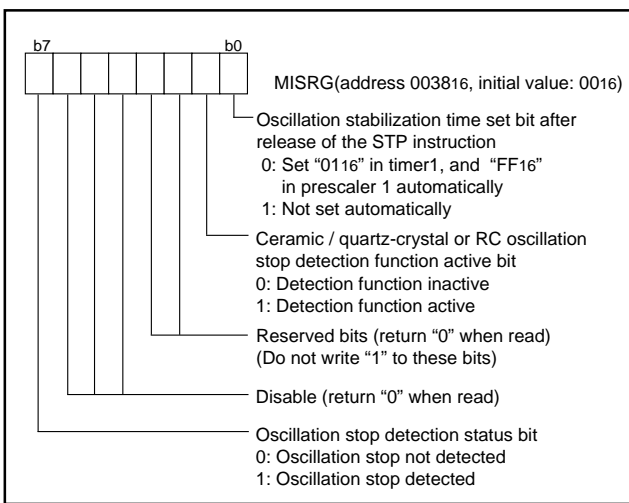 b7 b0
MISRG(address 003816, initial value: 0016)
Oscillation stabilization time set bit after
release of the STP instruction
0: Set “0116” in timer1, and “FF16”
in prescaler 1 automatically
1: Not set automatically
Ceramic / quartz-crystal or RC oscillation
stop detection function active bit
0: Detection function inactive
1: Detection function active
Reserved bits (return “0” when read)
(Do not write “1” to these bits)
Disable (return “0” when read)
Oscillation stop detection status bit
0: Oscillation stop not detected
1: Oscillation stop detected